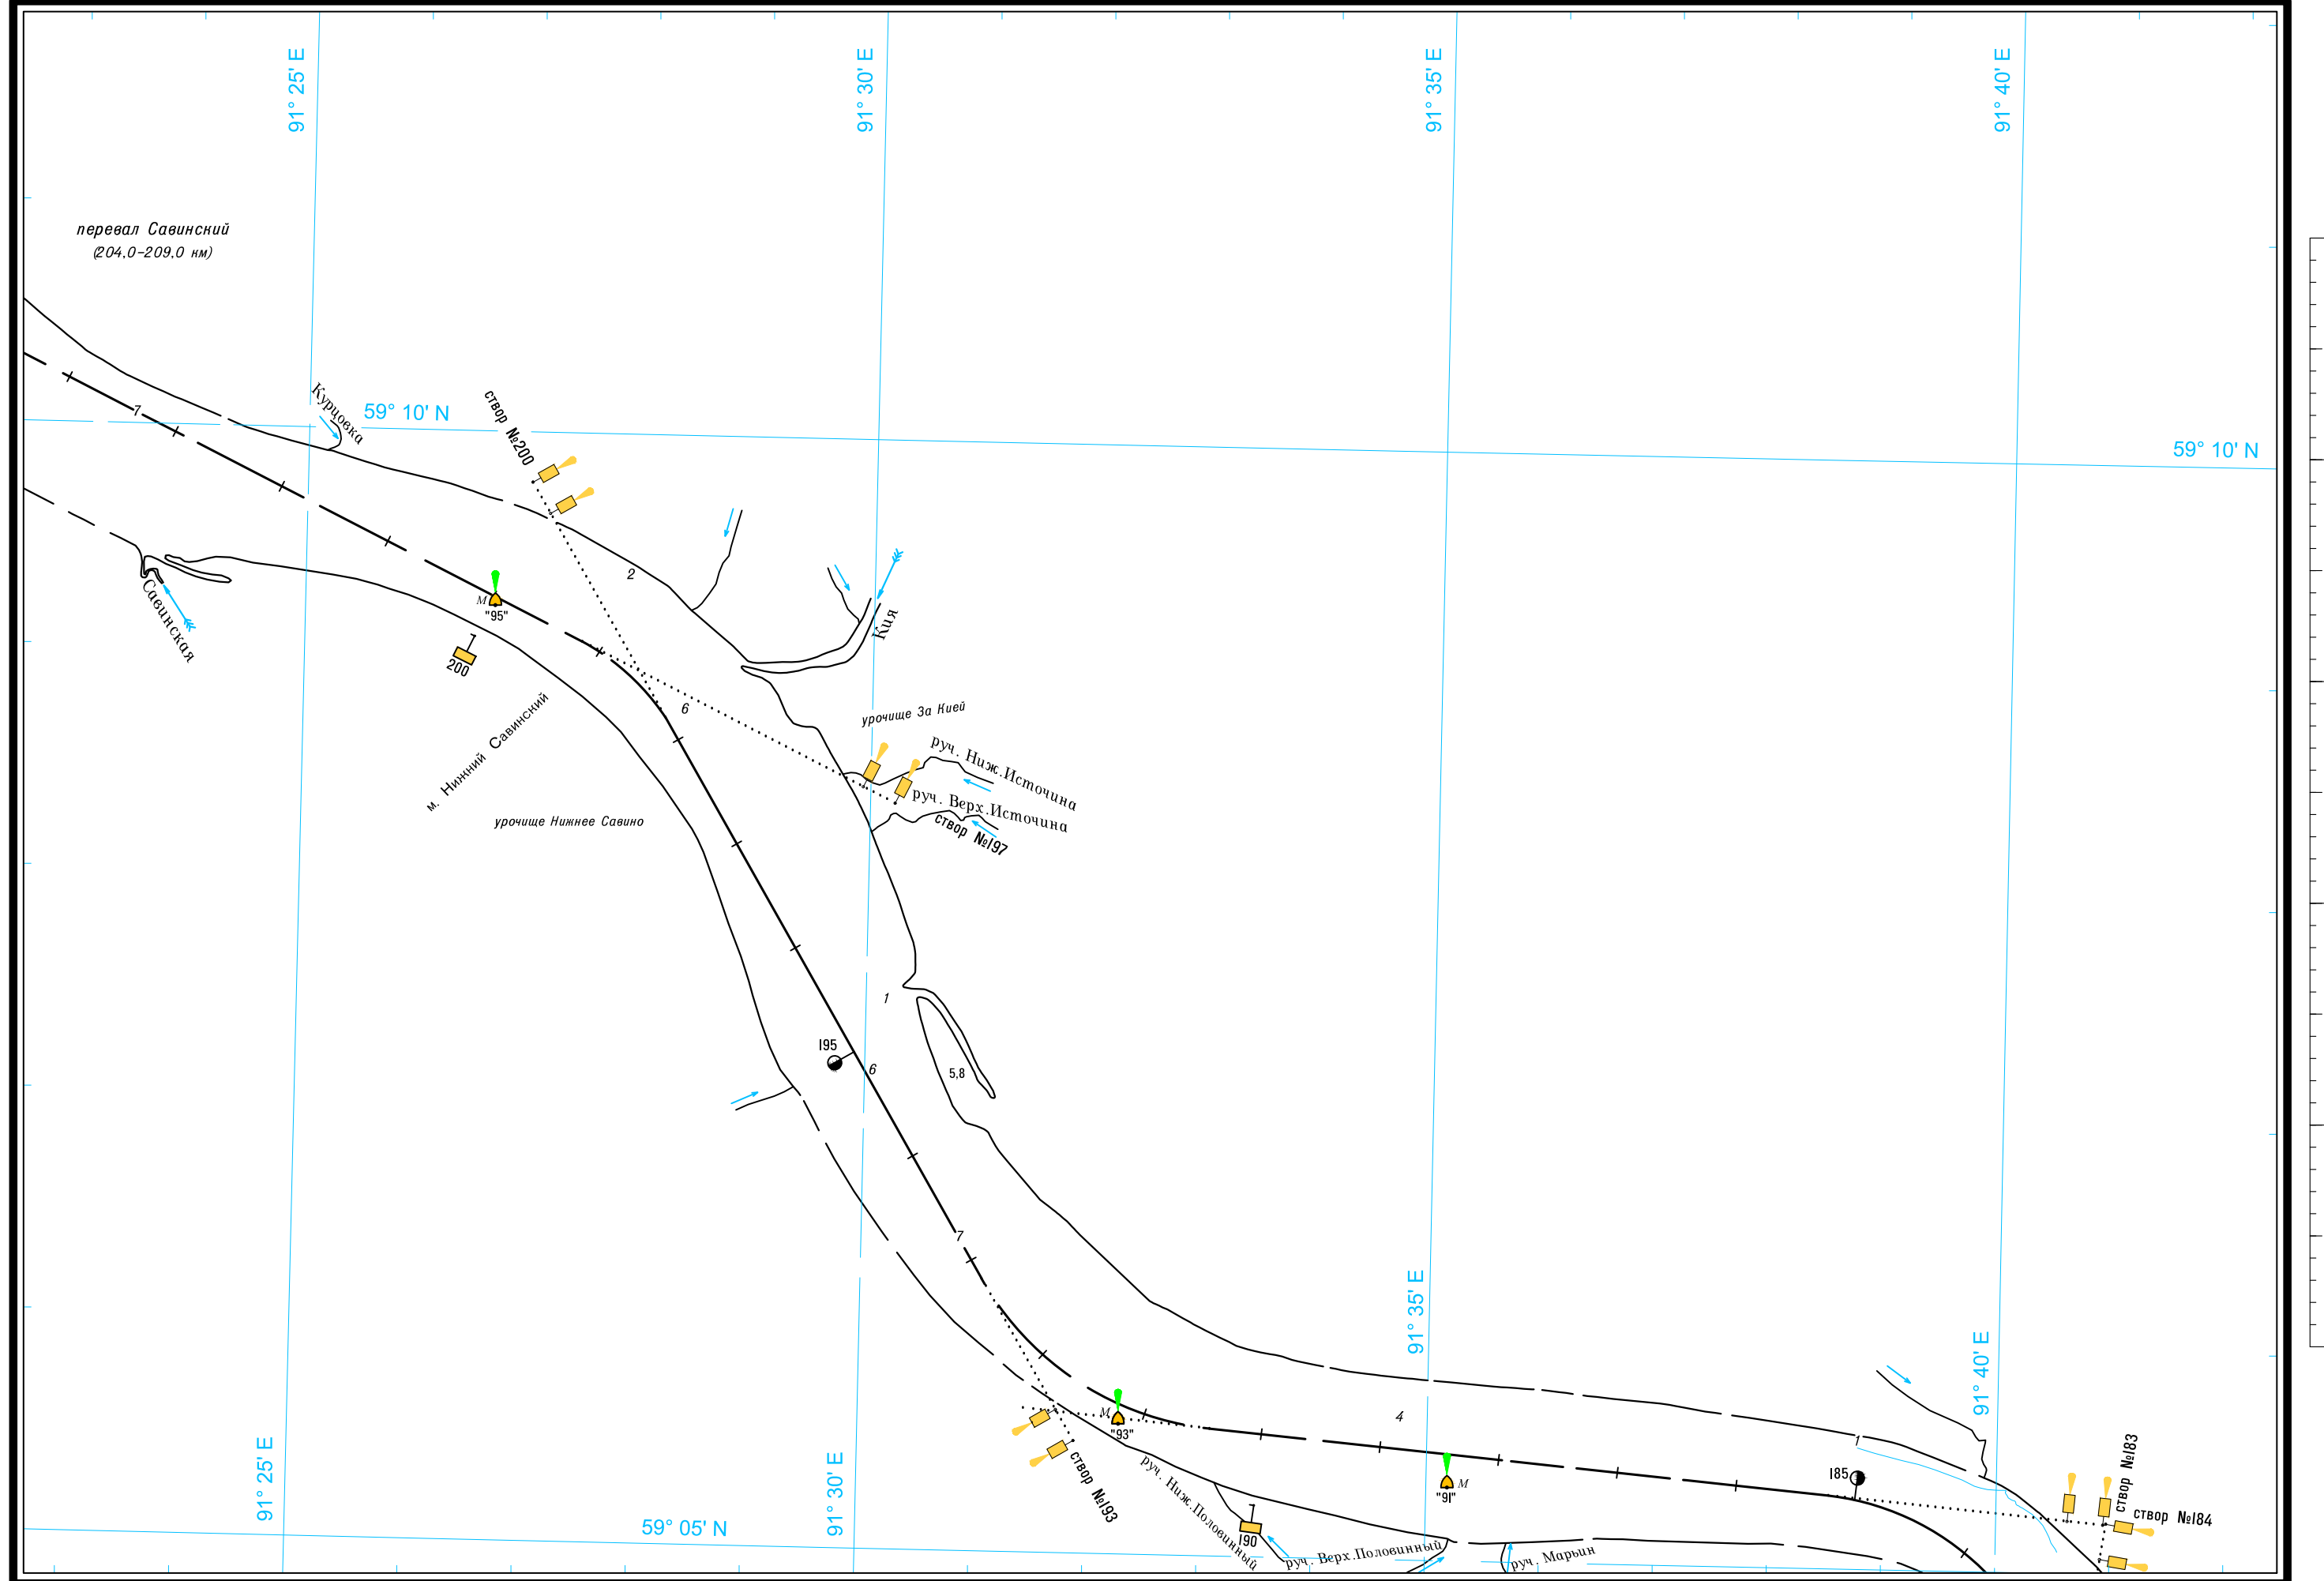 91° 25' E
91° 30' E
91° 35' E
91° 40' E
перевал Савинский
(204,0-209,0 км)
7
Курцовка
59° 10' N
створ №200
59° 10' N
2
Савинская
М
"95"
200
Кия
м. Нижний Савинский
6
урочище За Кией
руч. Ниж.Источина
руч. Верх.Источина
створ №197
урочище Нижнее Савино
1
195
6
5,8
7
91° 35' E
91° 40' E
М
"93"
4
1
створ №193
руч. Ниж.Половинный
91° 25' E
91° 30' E
59° 05' N
190
руч. Верх.Половинный
"91"
М
руч. Марьин
185
створ №183
створ №184